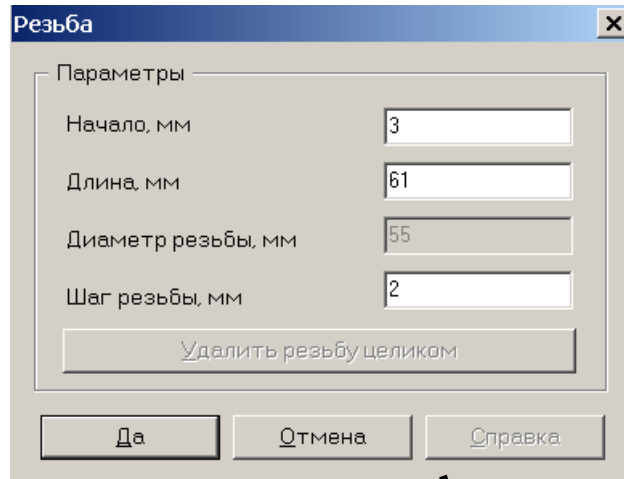 Резьба
Параметры
Начало, мм 3
Длина, мм 61
Диаметр резьбы, мм 55
Шаг резьбы, мм 2
Удалить резьбу целиком
Да Отмена Справка